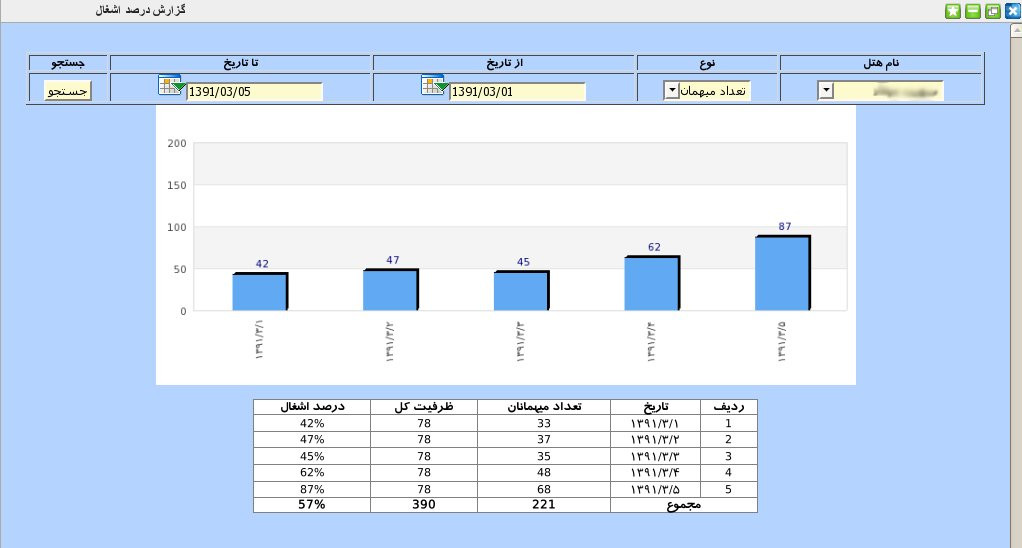 گزارش درصد اشغال
نام هتل نوع از تاریخ تا تاریخ جستجو
تعداد میهمان 1391/03/01 1391/03/05 جستجو
200
150
100
50
0
42 47 45 62 87
۱۳۹۱/۳/۱ ۱۳۹۱/۳/۲ ۱۳۹۱/۳/۳ ۱۳۹۱/۳/۴ ۱۳۹۱/۳/۵
ردیف تاریخ تعداد میهمانان ظرفیت کل درصد اشغال
1 ۱۳۹۱/۳/۱ 33 78 42%
2 ۱۳۹۱/۳/۲ 37 78 47%
3 ۱۳۹۱/۳/۳ 35 78 45%
4 ۱۳۹۱/۳/۴ 48 78 62%
5 ۱۳۹۱/۳/۵ 68 78 87%
مجموع 221 390 57%